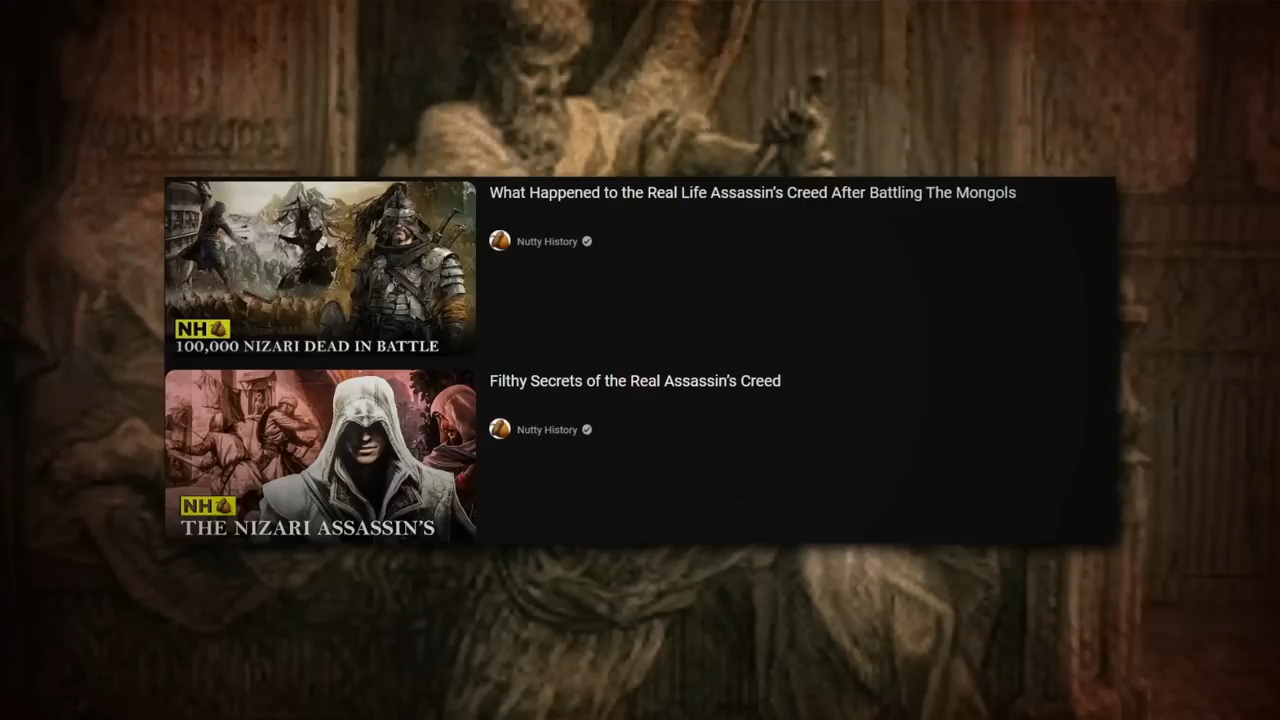 What Happened to the Real Life Assassin’s Creed After Battling The Mongols
Nutty History
NH
100,000 NIZARI DEAD IN BATTLE
Filthy Secrets of the Real Assassin’s Creed
Nutty History
NH
THE NIZARI ASSASSIN'S